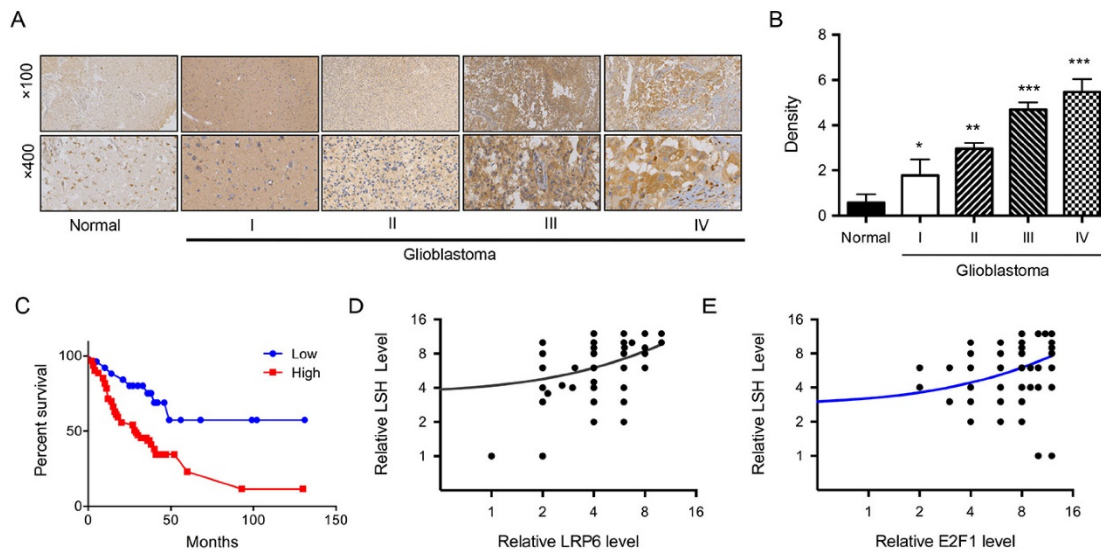 A
×100
×400
Normal
I
II
III
IV
Glioblastoma
B
Density
8
6
4
2
0
*
**
***
***
Normal
I
II
III
IV
Glioblastoma
C
Percent survival
100
50
0
0
50
100
150
Low
High
Months
D
Relative LSH Level
16
8
4
2
1
1
2
4
8
16
Relative LRP6 level
E
Relative LSH Level
16
8
4
2
1
1
2
4
8
16
Relative E2F1 level